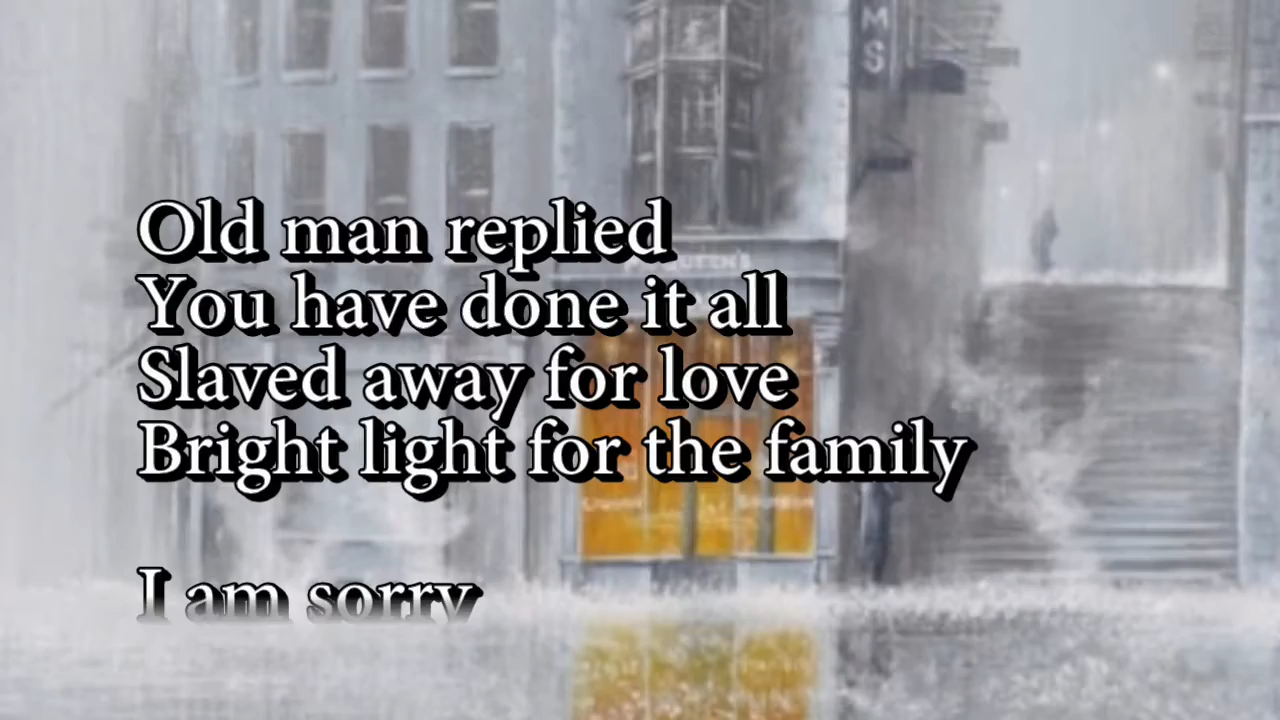 MS
Old man replied
You have done it all
Slaved away for love
Bright light for the family
I am sorry